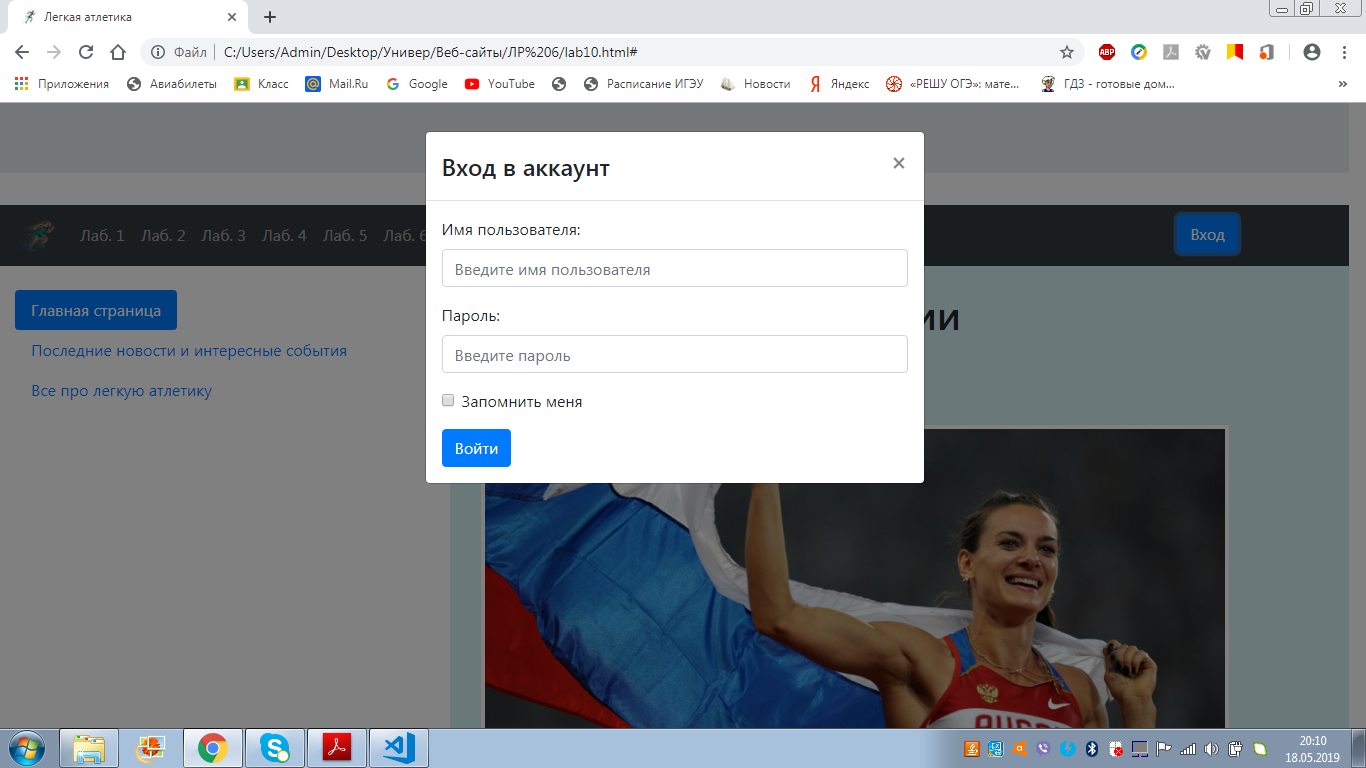 Легкая атлетика
Файл
C:/Users/Admin/Desktop/Универ/Веб-сайты/ЛР%206/lab10.html#
ABP
Приложения Авиабилеты Класс Mail.Ru Google YouTube Расписание ИГЭУ Новости Яндекс «РЕШУ ОГЭ»: мате... ГДЗ - готовые дом... »
Вход в аккаунт
×
Лаб. 1 Лаб. 2 Лаб. 3 Лаб. 4 Лаб. 5 Лаб. 6
Вход
Имя пользователя:
Введите имя пользователя
Главная страница
Последние новости и интересные события
Все про легкую атлетику
ии
Пароль:
Введите пароль
Запомнить меня
Войти
20:10
18.05.2019